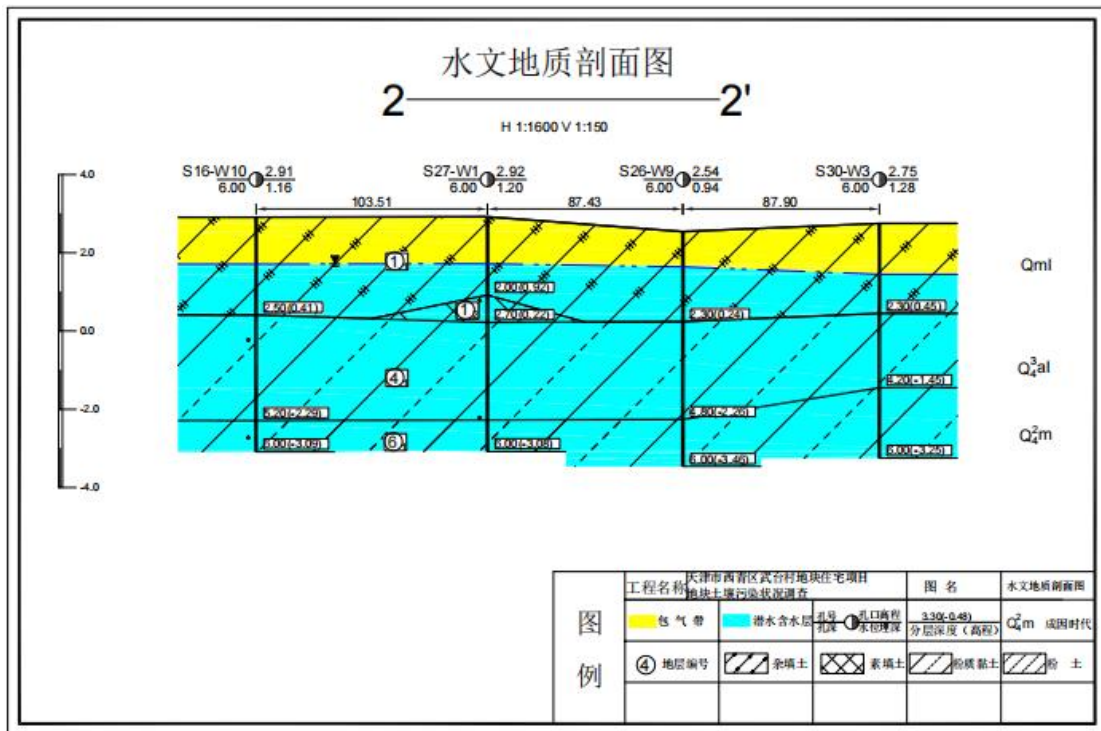 水文地质剖面图
2 2'
H 1:1600 V 1:150
S16-W10 2.91 S27-W1 2.92 S26-W9 2.54 S30-W3 2.75
6.00 1.16 6.00 1.20 6.00 0.94 6.00 1.28
103.51 87.43 87.90
4.0
2.0
0.0
-2.0
-4.0
① Qml
2.00(0.92)
2.50(0.41) ① 2.70(0.22) 2.30(0.24) 2.30(0.45)
④ Q₄³al
4.20(-1.45)
5.20(-2.29) 4.80(-2.26)
⑥ Q₄²m
6.00(-3.09) 6.00(-3.08) 6.00(-3.46) 6.00(-3.25)
图例
工程名称 天津市西青区武台村地块住宅项目 图 名 水文地质剖面图
地块土壤污染状况调查
包气带 潜水含水层 孔号 孔口高程 3.30(-0.48) Q₄²m 成因时代
孔深 水位埋深 分层深度(高程)
④ 地层编号 杂填土 素填土 粉质黏土 粉 土